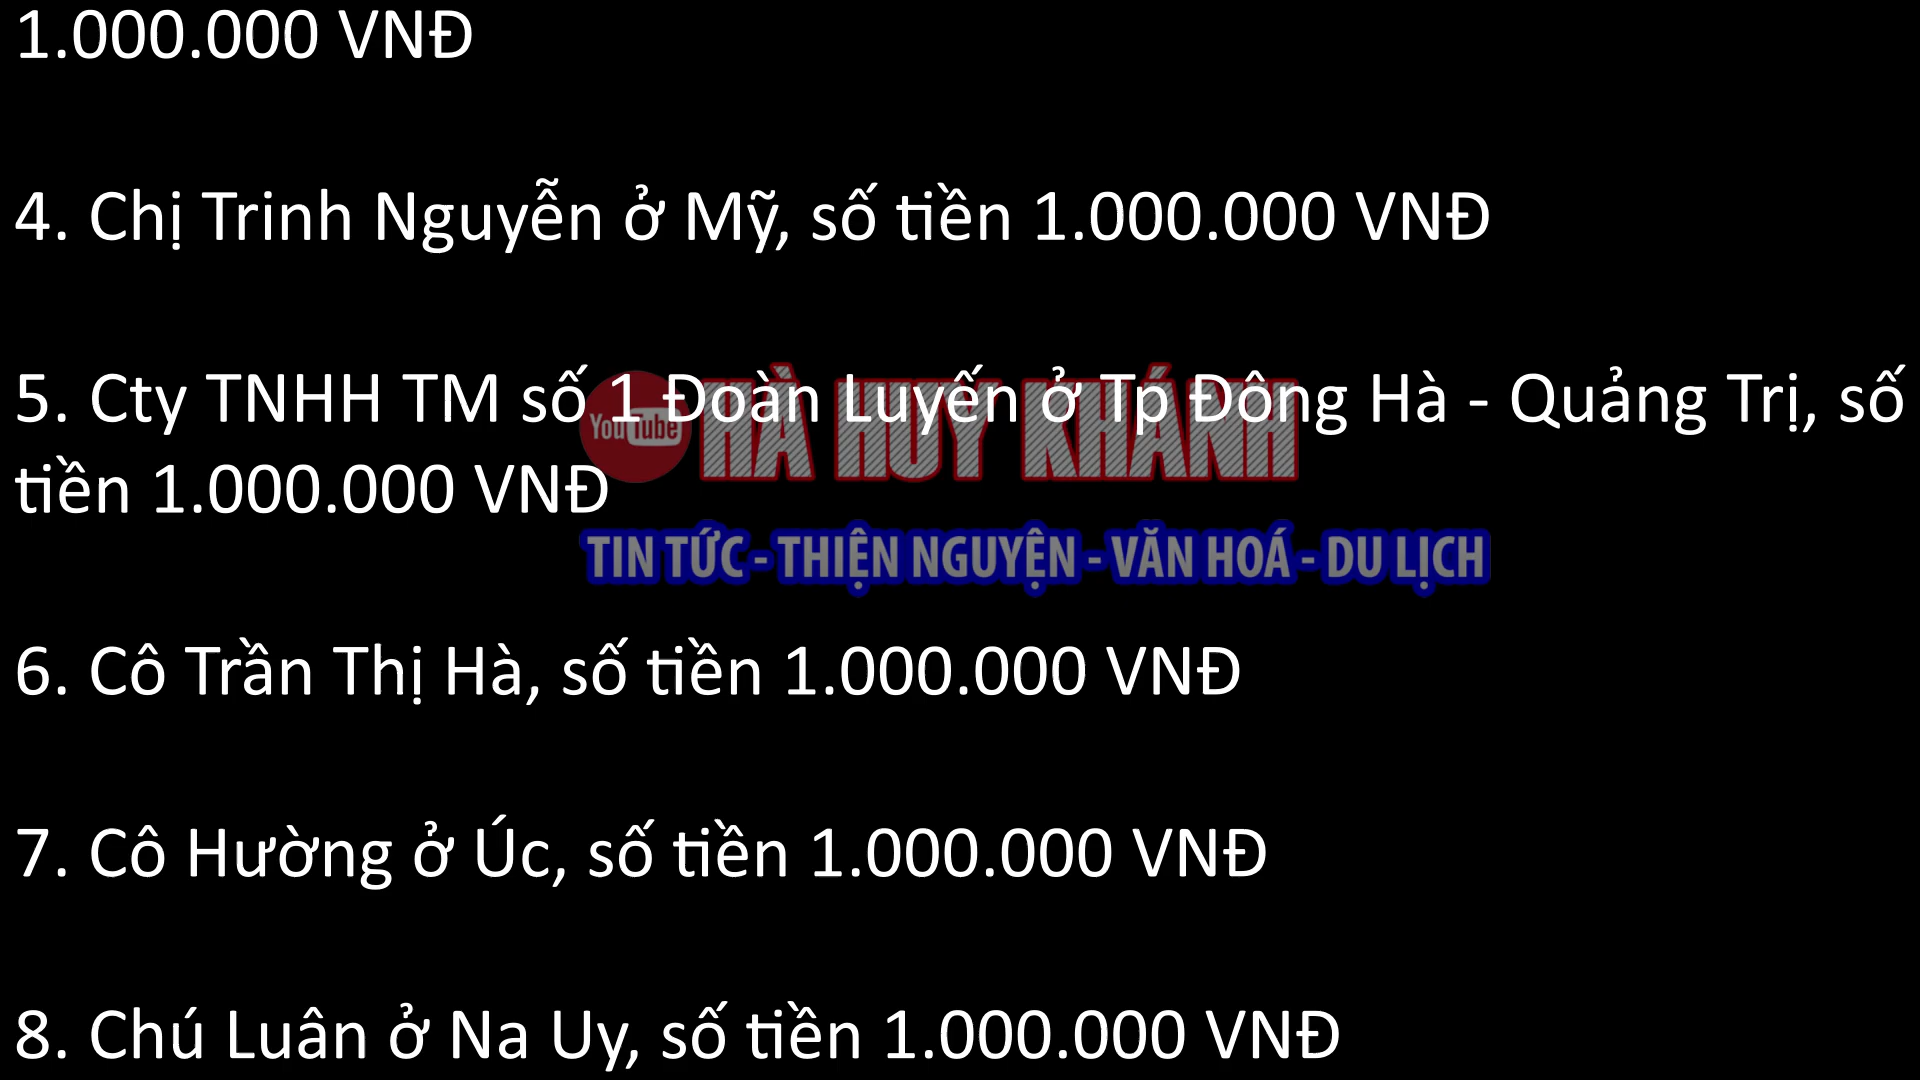 1.000.000 VNĐ
4. Chị Trinh Nguyễn ở Mỹ, số tiền 1.000.000 VNĐ
5. Cty TNHH TM số 1 Đoàn Luyến ở Tp Đông Hà - Quảng Trị, số
tiền 1.000.000 VNĐ
YouTube HÀ HUY KHÁNH
TIN TỨC - THIỆN NGUYỆN - VĂN HOÁ - DU LỊCH
6. Cô Trần Thị Hà, số tiền 1.000.000 VNĐ
7. Cô Hường ở Úc, số tiền 1.000.000 VNĐ
8. Chú Luân ở Na Uy, số tiền 1.000.000 VNĐ